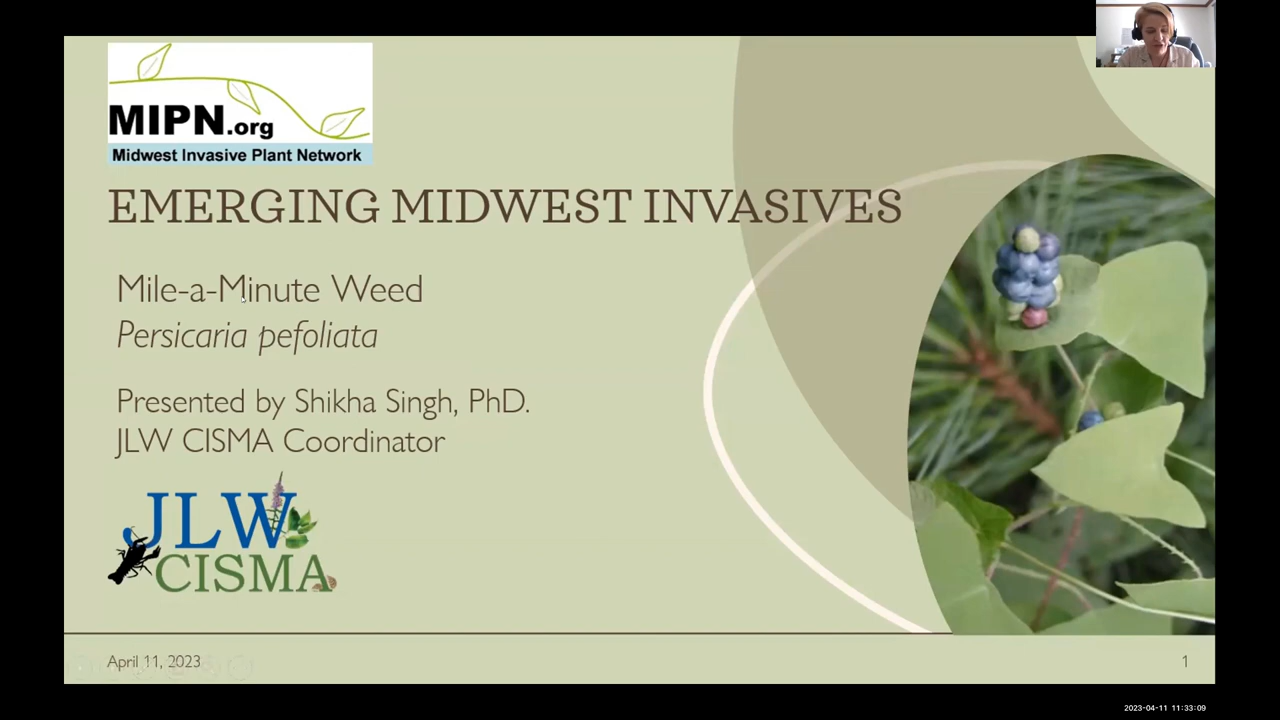 MIPN.org
Midwest Invasive Plant Network
EMERGING MIDWEST INVASIVES
Mile-a-Minute Weed
Persicaria pefoliata
Presented by Shikha Singh, PhD.
JLW CISMA Coordinator
JLW
CISMA
April 11, 2023
1
2023-04-11 11:33:09